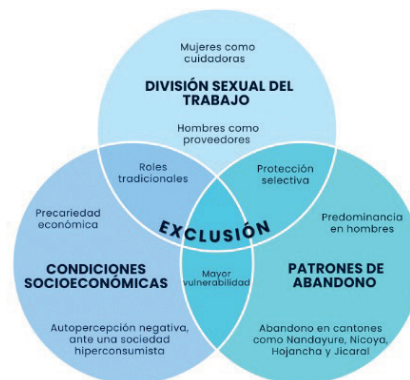 Mujeres como
cuidadoras
DIVISIÓN SEXUAL DEL
TRABAJO
Hombres como
proveedores
Roles
tradicionales
Protección
selectiva
EXCLUSIÓN
Precariedad
económica
Predominancia
en hombres
CONDICIONES
SOCIOECONÓMICAS
Mayor
vulnerabilidad
PATRONES DE
ABANDONO
Autopercepción negativa,
ante una sociedad
hiperconsumista
Abandono en cantones
como Nandayure, Nicoya,
Hojancha y Jicaral